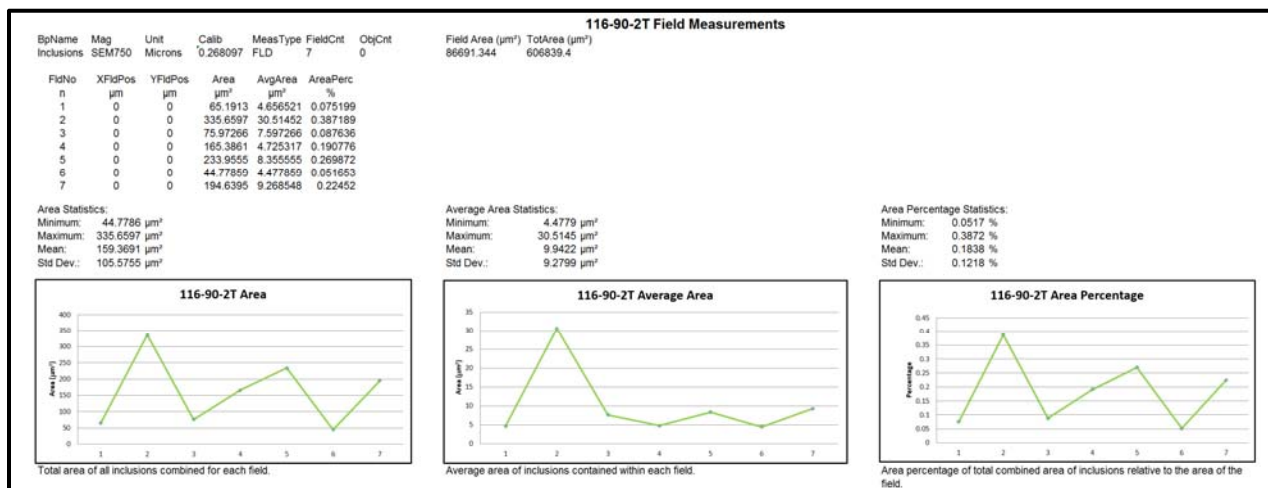 116-90-2T Field Measurements
BpName Mag Unit Calib MeasType FieldCnt ObjCnt Field Area (µm²) TotArea (µm²)
Inclusions SEM750 Microns 0.268097 FLD 7 0 86691.344 606839.4
FldNo XFldPos YFldPos Area AvgArea AreaPerc
n µm µm µm² µm² %
1 0 0 65.1913 4.656521 0.075199
2 0 0 335.6597 30.51452 0.387189
3 0 0 75.97266 7.597266 0.087636
4 0 0 165.3861 4.725317 0.190776
5 0 0 233.9555 8.355555 0.269872
6 0 0 44.77859 4.477859 0.051653
7 0 0 194.6395 9.268548 0.22452
Area Statistics:
Minimum: 44.7786 µm²
Maximum: 335.6597 µm²
Mean: 159.3691 µm²
Std Dev.: 105.5755 µm²
Average Area Statistics:
Minimum: 4.4779 µm²
Maximum: 30.5145 µm²
Mean: 9.9422 µm²
Std Dev.: 9.2799 µm²
Area Percentage Statistics:
Minimum: 0.0517 %
Maximum: 0.3872 %
Mean: 0.1838 %
Std Dev.: 0.1218 %
116-90-2T Area
Area (µm²)
400
350
300
250
200
150
100
50
0
1 2 3 4 5 6 7
Total area of all inclusions combined for each field.
116-90-2T Average Area
Area (µm²)
35
30
25
20
15
10
5
0
1 2 3 4 5 6 7
Average area of inclusions contained within each field.
116-90-2T Area Percentage
Percentage
0.45
0.4
0.35
0.3
0.25
0.2
0.15
0.1
0.05
0
1 2 3 4 5 6 7
Area percentage of total combined area of inclusions relative to the area of the
field.